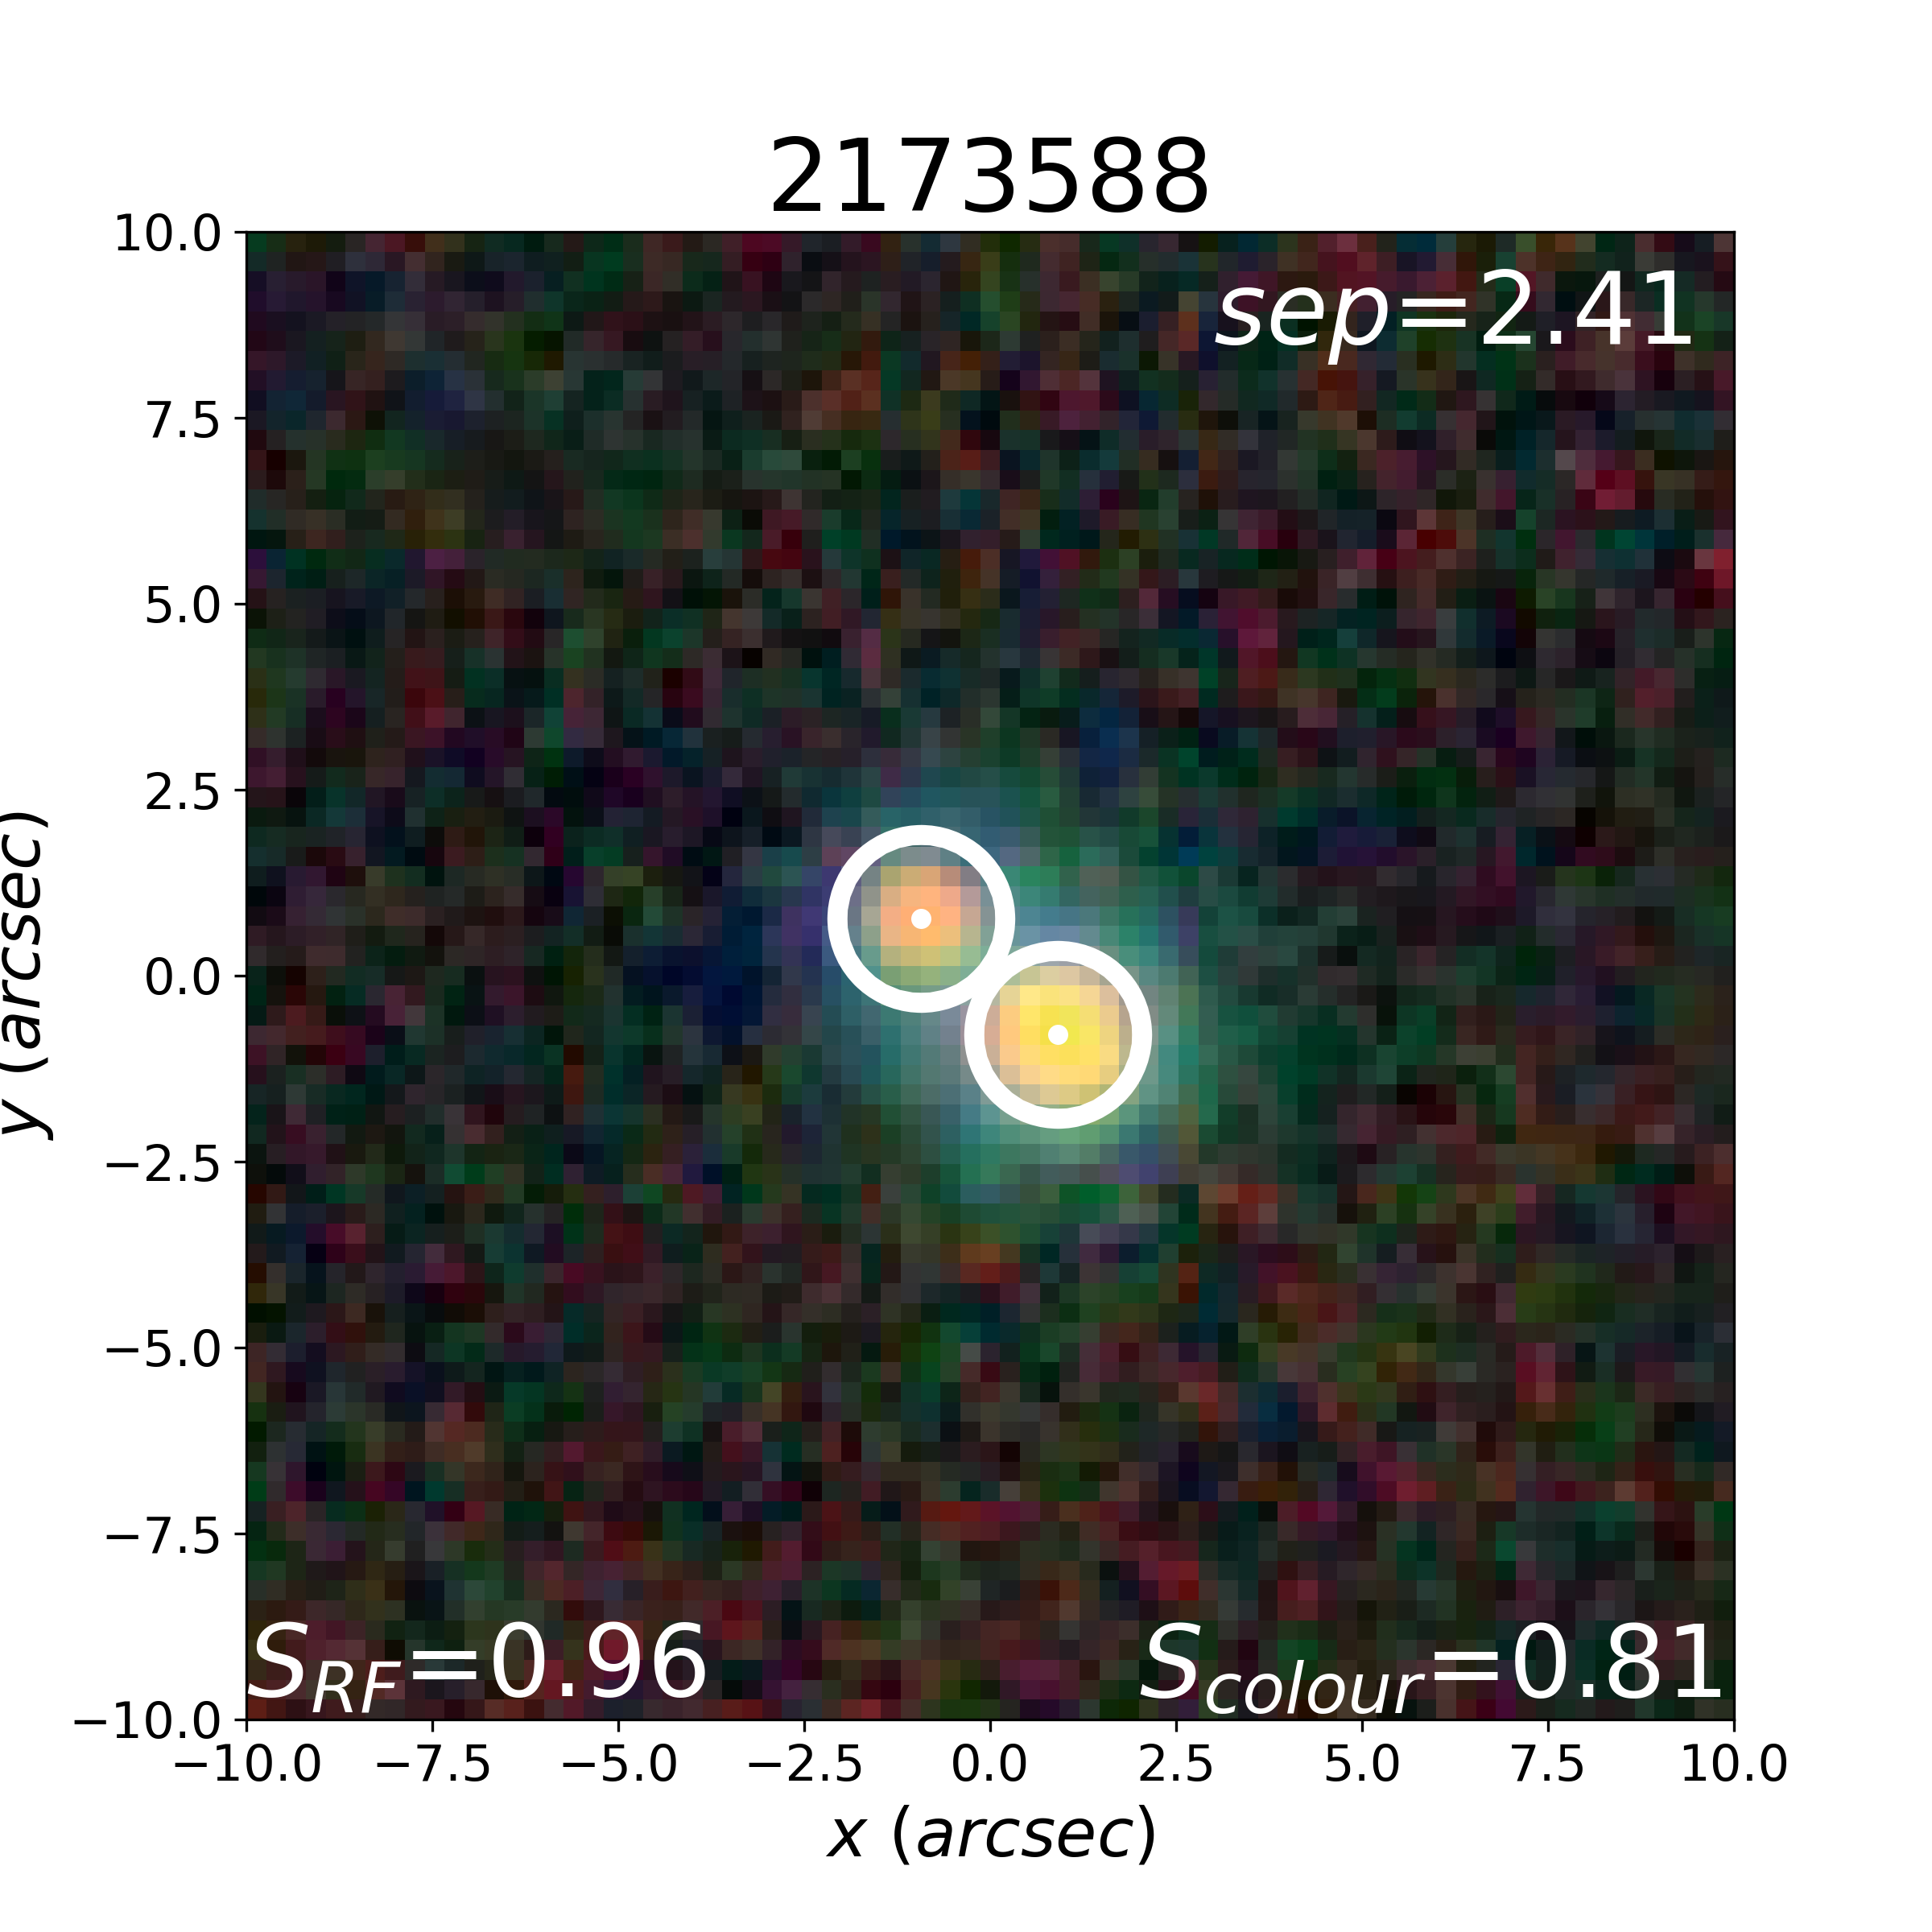 2173588
sep=2.41
10.0
7.5
5.0
2.5
0.0
−2.5
−5.0
−7.5
−10.0
y (arcsec)
S_RF=0.96
S_colour=0.81
−10.0 −7.5 −5.0 −2.5 0.0 2.5 5.0 7.5 10.0
x (arcsec)